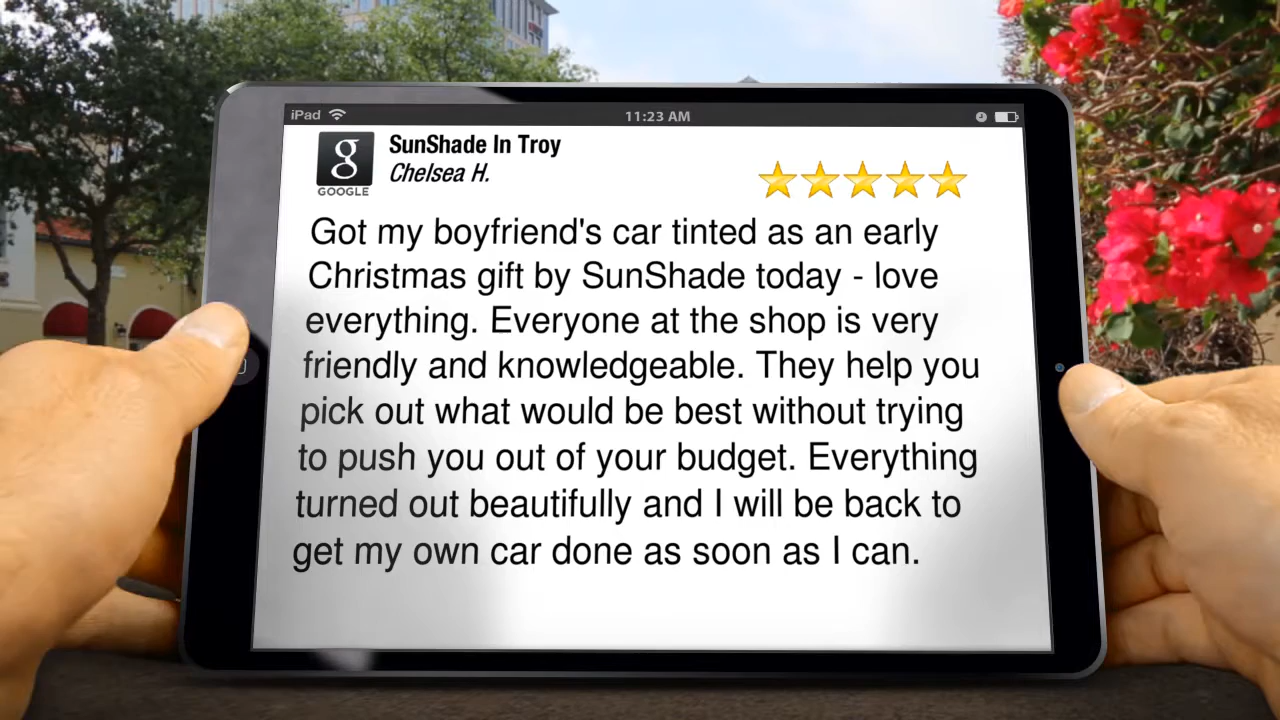 iPad 11:23 AM
g
GOOGLE
SunShade In Troy
Chelsea H.
Got my boyfriend's car tinted as an early
Christmas gift by SunShade today - love
everything. Everyone at the shop is very
friendly and knowledgeable. They help you
pick out what would be best without trying
to push you out of your budget. Everything
turned out beautifully and I will be back to
get my own car done as soon as I can.